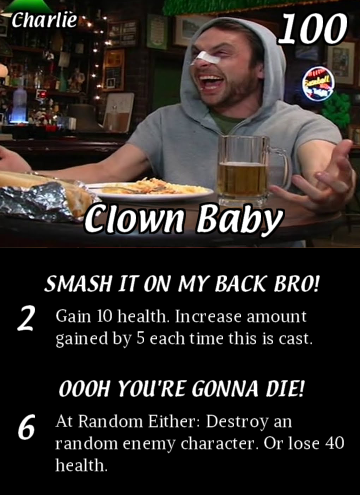 Charlie
100
Clown Baby
SMASH IT ON MY BACK BRO!
2
Gain 10 health. Increase amount
gained by 5 each time this is cast.
OOOH YOU'RE GONNA DIE!
6
At Random Either: Destroy an
random enemy character. Or lose 40
health.